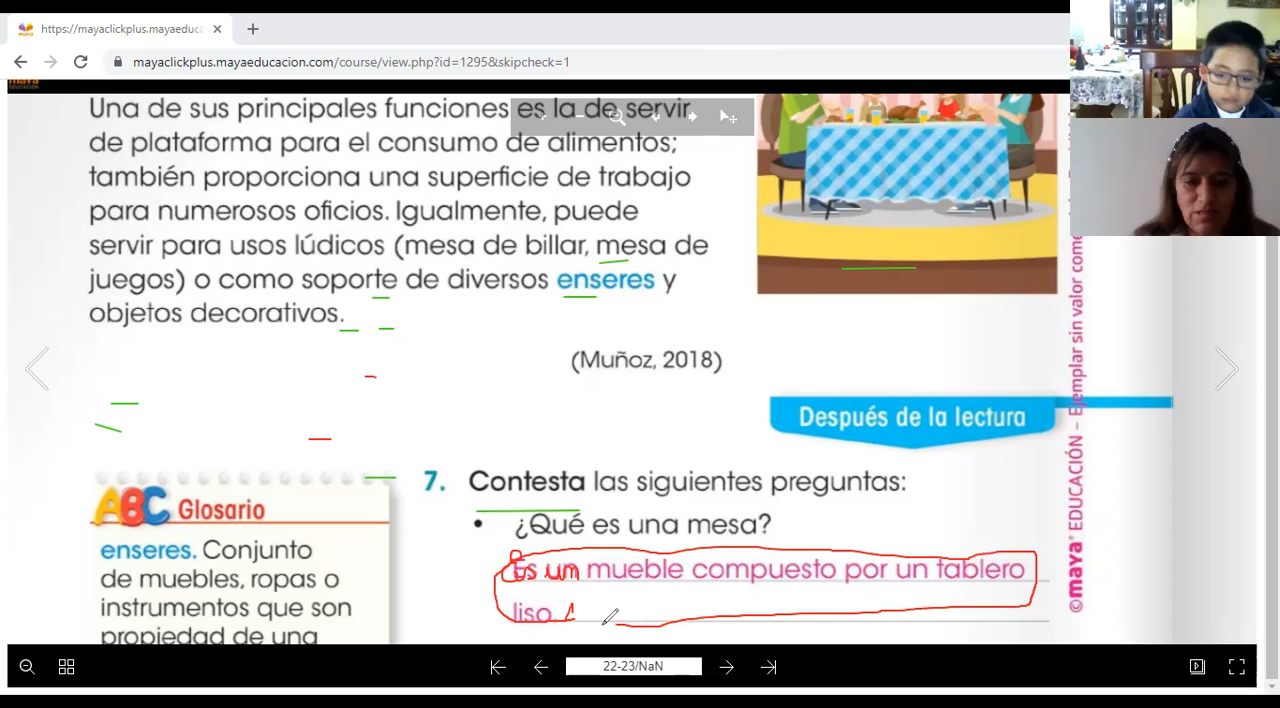 https://mayaclickplus.mayaeduca
mayaclickplus.mayaeducacion.com/course/view.php?id=1295&skipcheck=1
Una de sus principales funciones es la de servir
de plataforma para el consumo de alimentos;
también proporciona una superficie de trabajo
para numerosos oficios. Igualmente, puede
servir para usos lúdicos (mesa de billar, mesa de
juegos) o como soporte de diversos enseres y
objetos decorativos.
(Muñoz, 2018)
Después de la lectura
7. Contesta las siguientes preguntas:
• ¿Qué es una mesa?
Es un mueble compuesto por un tablero
liso.
ABC Glosario
enseres. Conjunto
de muebles, ropas o
instrumentos que son
propiedad de una
©maya® EDUCACIÓN – Ejemplar sin valor come
22-23/NaN